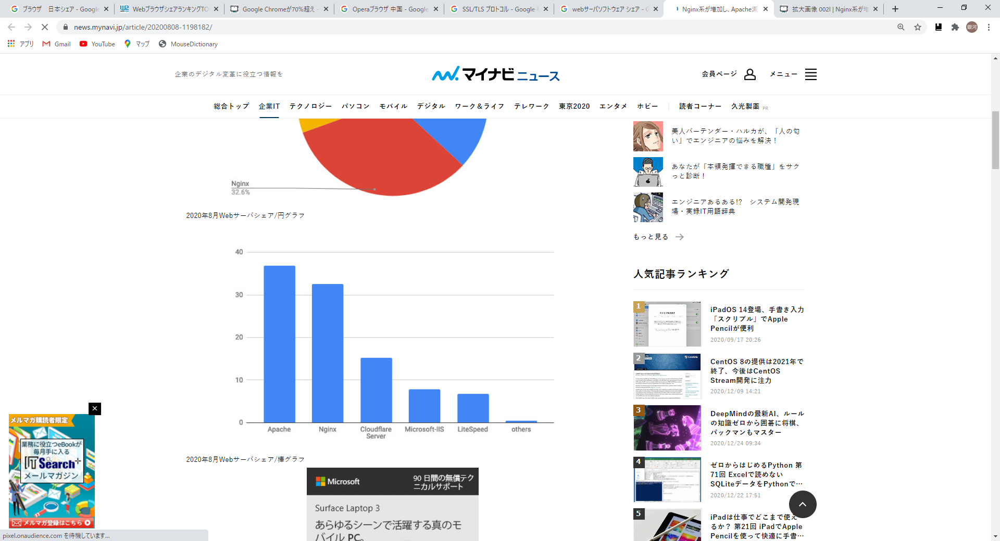 ブラウザ　日本シェア - Google
WebブラウザシェアランキングTO
Google Chromeが70%超え -
Operaブラウザ 中国 - Google
SSL/TLS プロトコル - Google
webサーバソフトウェア シェア - G
Nginx系が増加し、Apache減
拡大画像 002l | Nginx系が増
news.mynavi.jp/article/20200808-1198182/
銀河
アプリ
Gmail
YouTube
マップ
MouseDictionary
企業のデジタル変革に役立つ情報を
マイナビニュース
会員ページ
メニュー
総合トップ 企業IT テクノロジー パソコン モバイル デジタル ワーク＆ライフ テレワーク 東京2020 エンタメ ホビー 読者コーナー 久光製薬 PR
Nginx
32.6%
2020年8月Webサーバシェア/円グラフ
40
30
20
10
0
Apache
Nginx
Cloudflare
Server
Microsoft-IIS
LiteSpeed
others
2020年8月Webサーバシェア/棒グラフ
Microsoft
90 日間の無償テク
ニカルサポート
Surface Laptop 3
あらゆるシーンで活躍する真のモ
バイル PC。
美人バーテンダー・ハルカが、「人の匂
い」でエンジニアの悩みを解決！
あなたが「本領発揮できる職種」をサク
っと診断！
エンジニアあるある!?　システム開発現
場・実録IT用語辞典
もっと見る
人気記事ランキング
1
iPadOS 14登場、手書き入力
「スクリブル」でApple
Pencilが便利
2020/09/17 20:26
2
CentOS 8の提供は2021年で
終了、今後はCentOS
Stream開発に注力
2020/12/09 14:21
3
DeepMindの最新AI、ルール
の知識ゼロから囲碁に将棋、
パックマンもマスター
2020/12/24 09:34
4
ゼロからはじめるPython 第
71回 Excelで読めない
SQLiteデータをPythonで…
2020/12/22 17:51
5
iPadは仕事でどこまで使え
るか？ 第21回 iPadでApple
Pencilを使って快適に手書…
メルマガ購読者限定
業務に役立つeBookが
毎月手に入る
IT Search+
メールマガジン
メルマガ登録はこちら
pixel.onaudience.com を待機しています...